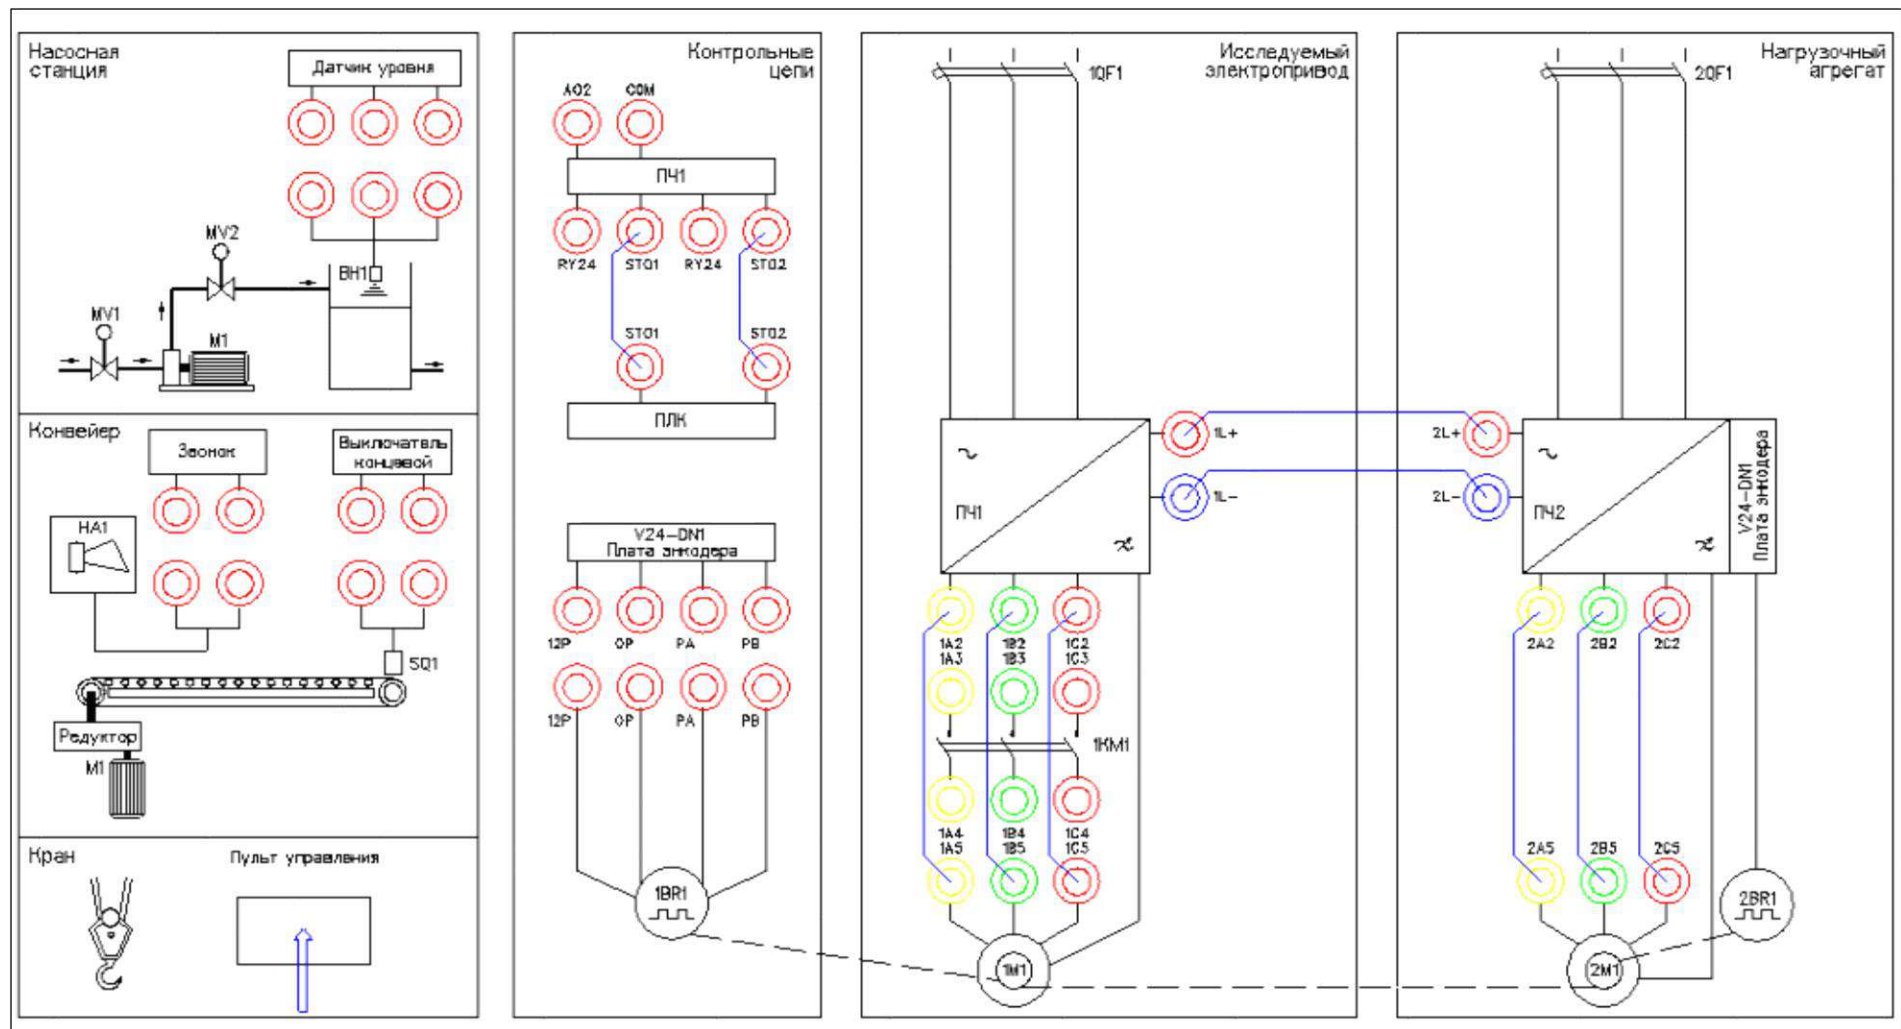 Насосная
станция
Датчик уровня
MV2
BH1
MV1
M1
Конвейер
Звонок
Выключатель
концевой
HA1
SQ1
Редуктор
M1
Кран
Пульт управления
Контрольные
цепи
AO2 COM
ПЧ1
RY24 STO1 RY24 STO2
STO1 STO2
ПЛК
V24-DN1
Плата энкодера
12P OP PA PB
12P OP PA PB
1BR1
Исследуемый
электропривод
1QF1
1L+
1L-
ПЧ1
1A2 1B2 1C2
1A3 1B3 1C3
1KM1
1A4 1B4 1C4
1A5 1B5 1C5
1M1
Нагрузочный
агрегат
2QF1
2L+
2L-
ПЧ2
V24-DN1
Плата энкодера
2A2 2B2 2C2
2A5 2B5 2C5
2BR1
2M1